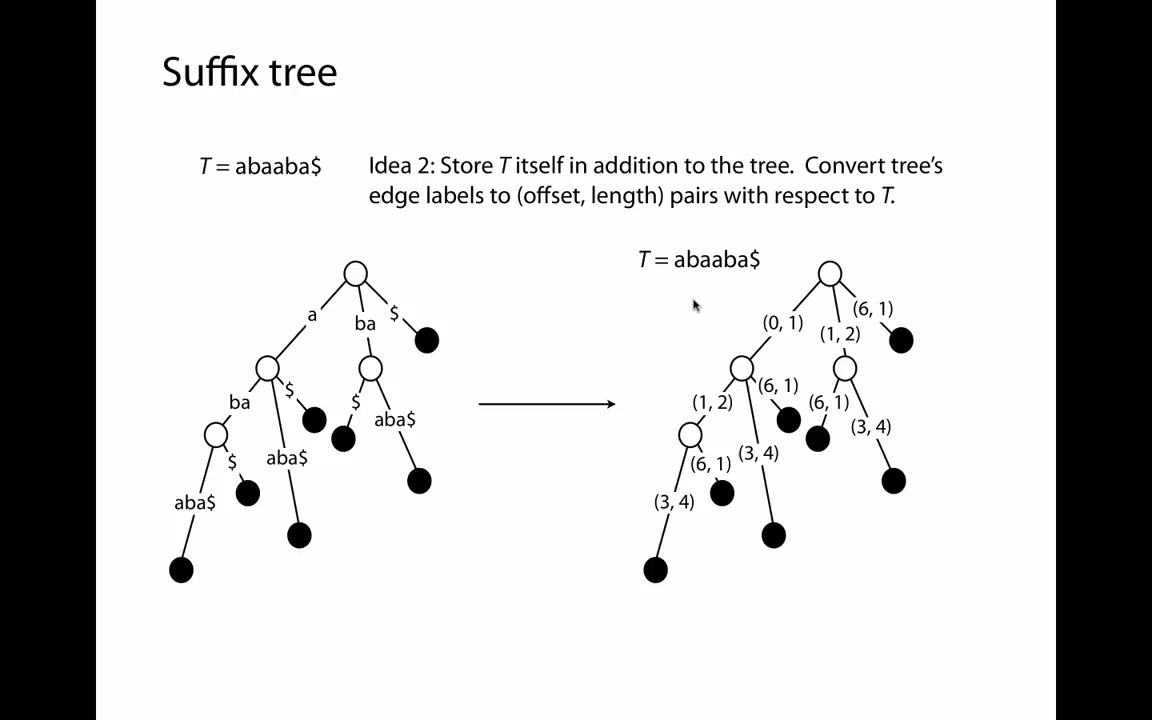 Suffix tree
T = abaaba$
Idea 2: Store T itself in addition to the tree. Convert tree's
edge labels to (offset, length) pairs with respect to T.
a
ba
$
ba
$
aba$
$
aba$
$
aba$
T = abaaba$
(0, 1)
(1, 2)
(6, 1)
(1, 2)
(6, 1)
(3, 4)
(6, 1)
(3, 4)
(6, 1)
(3, 4)